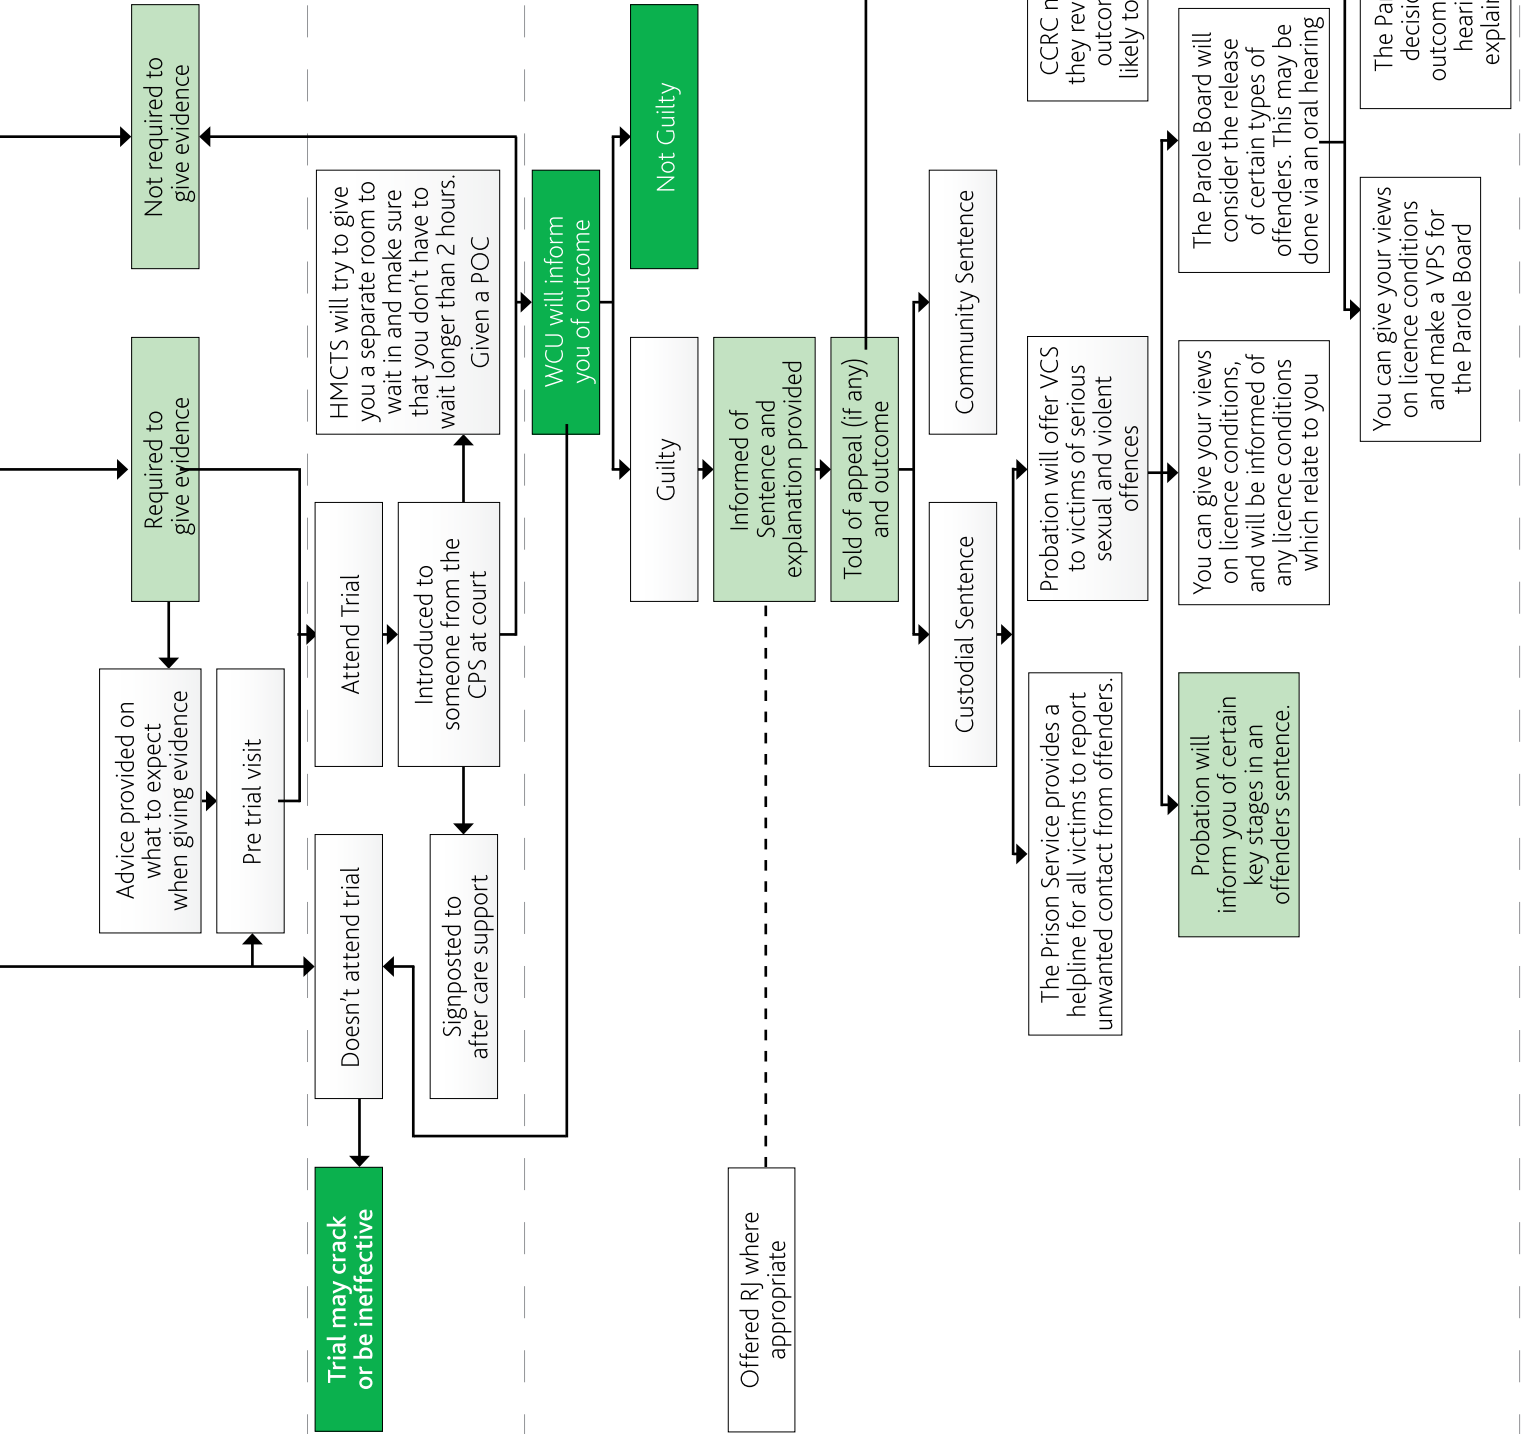 Not required to
give evidence
Required to
give evidence
Advice provided on
what to expect
when giving evidence
Pre trial visit
HMCTS will try to give
you a separate room to
wait in and make sure
that you don't have to
wait longer than 2 hours.
Given a POC
Attend Trial
Introduced to
someone from the
CPS at court
Doesn't attend trial
Signposted to
after care support
Trial may crack
or be ineffective
WCU will inform
you of outcome
Not Guilty
Guilty
Informed of
Sentence and
explanation provided
Offered RJ where
appropriate
Told of appeal (if any)
and outcome
Community Sentence
Custodial Sentence
CCRC
they
likely to
Probation will offer VCS
to victims of serious
sexual and violent
offences
The Prison Service provides a
helpline for all victims to report
unwanted contact from offenders.
The Parole Board will
consider the release
of certain types of
offenders. This may be
done via an oral hearing
You can give your views
on licence conditions,
and will be informed of
any licence conditions
which relate to you
Probation will
inform you of certain
key stages in an
offenders sentence.
The
You can give your views
on licence conditions
and make a VPS for
the Parole Board